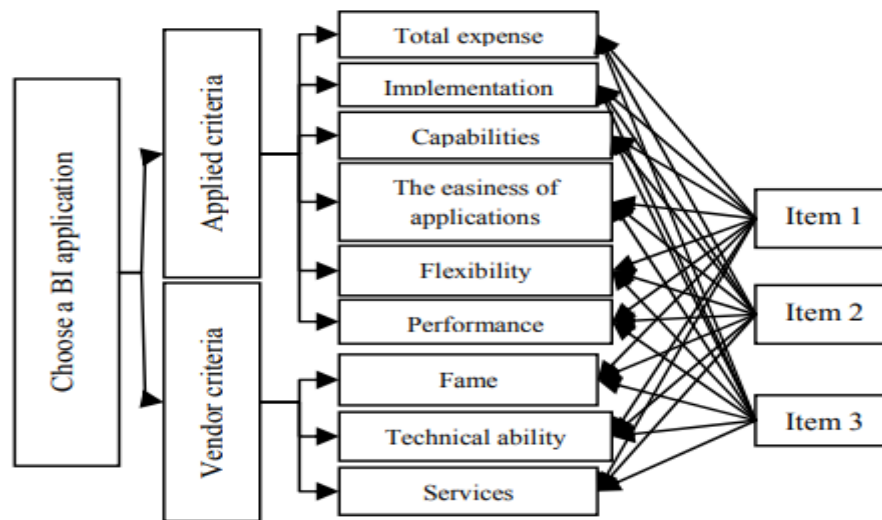 Choose a BI application
Applied criteria
Vendor criteria
Total expense
Implementation
Capabilities
The easiness of
applications
Flexibility
Performance
Fame
Technical ability
Services
Item 1
Item 2
Item 3